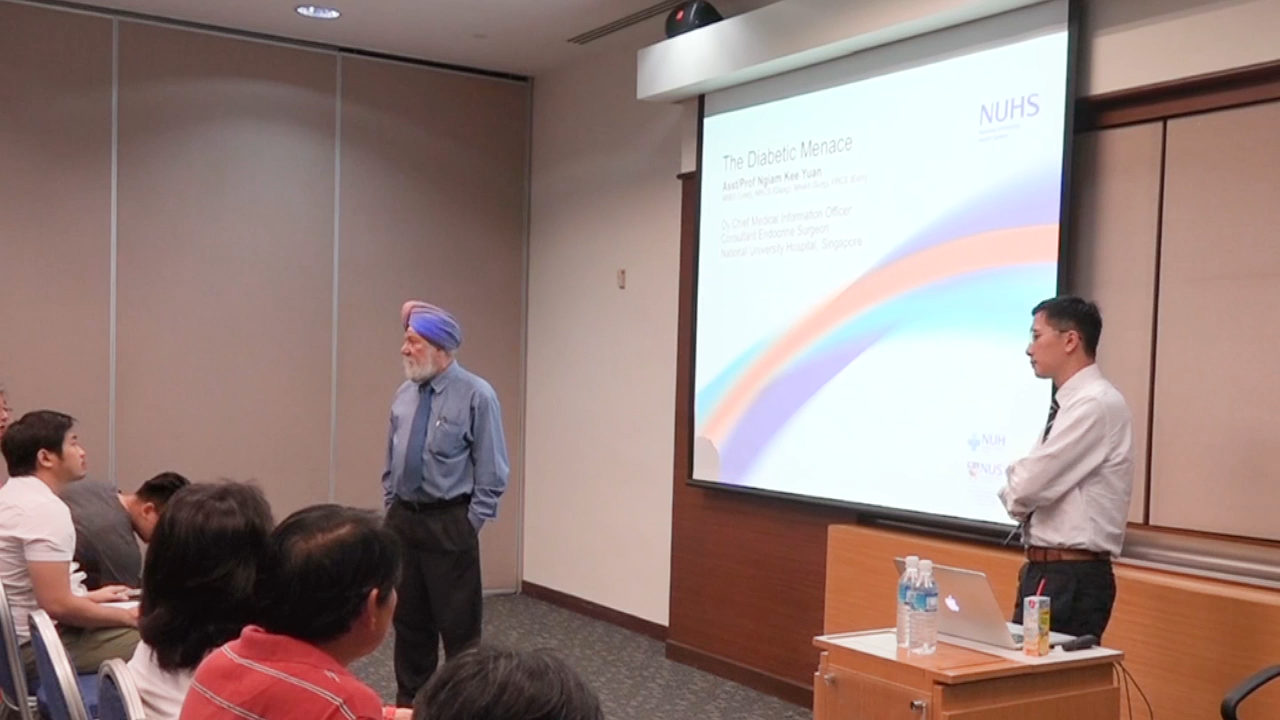 NUHS
The Diabetic Menace
Asst/Prof Ngiam Kee Yuan
Dy Chief Medical Information Officer
Consultant Endocrine Surgeon
National University Hospital, Singapore
NUH
NUS